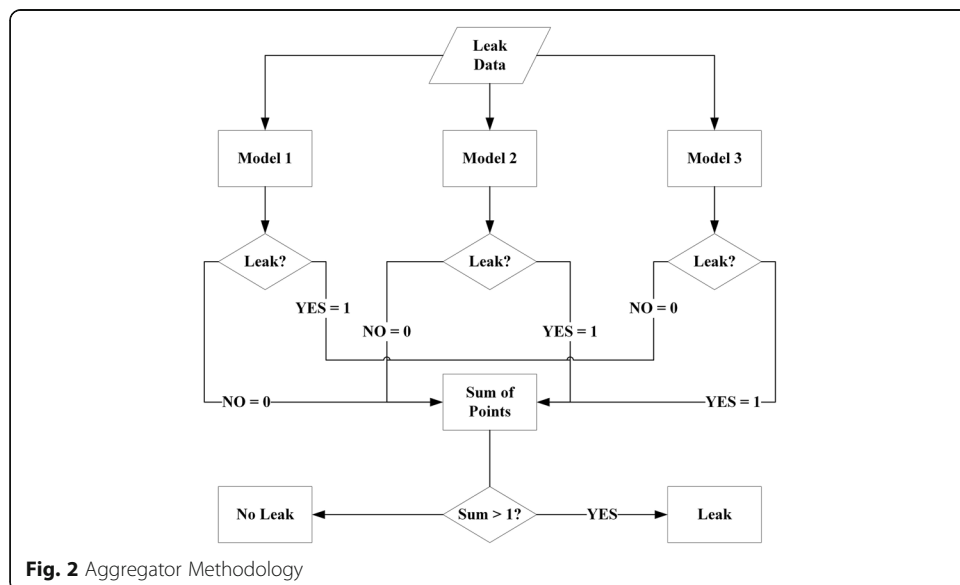 Leak
Data
Model 1
Model 2
Model 3
Leak?
Leak?
Leak?
YES = 1
NO = 0
YES = 1
NO = 0
NO = 0
Sum of
Points
YES = 1
No Leak
Sum > 1?
YES
Leak
Fig. 2 Aggregator Methodology